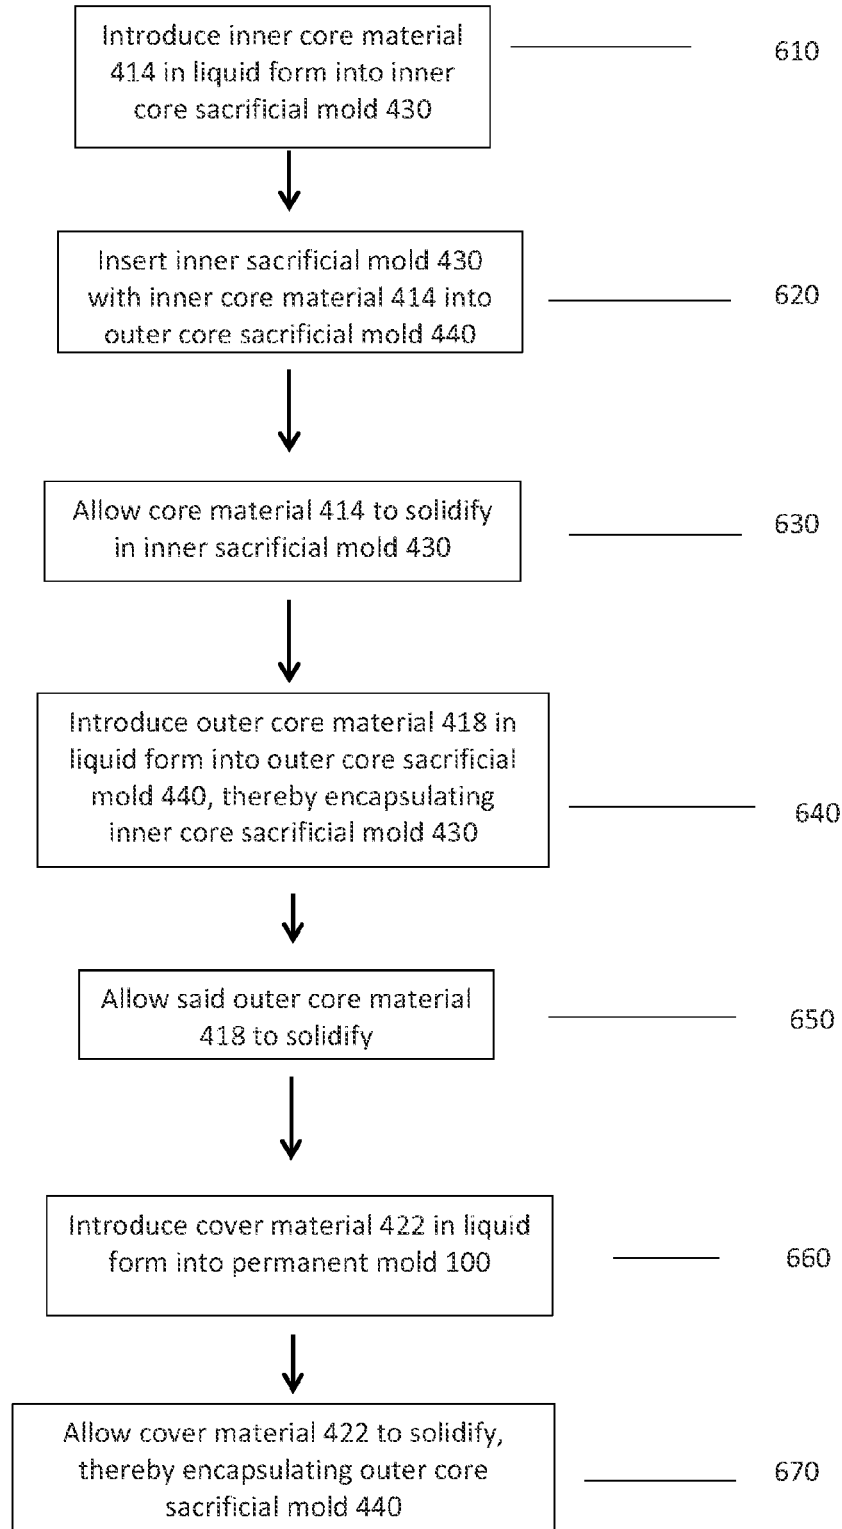 Introduce inner core material
414 in liquid form into inner
core sacrificial mold 430
610
Insert inner sacrificial mold 430
with inner core material 414 into
outer core sacrificial mold 440
620
Allow core material 414 to solidify
in inner sacrificial mold 430
630
Introduce outer core material 418 in
liquid form into outer core sacrificial
mold 440, thereby encapsulating
inner core sacrificial mold 430
640
Allow said outer core material
418 to solidify
650
Introduce cover material 422 in liquid
form into permanent mold 100
660
Allow cover material 422 to solidify,
thereby encapsulating outer core
sacrificial mold 440
670